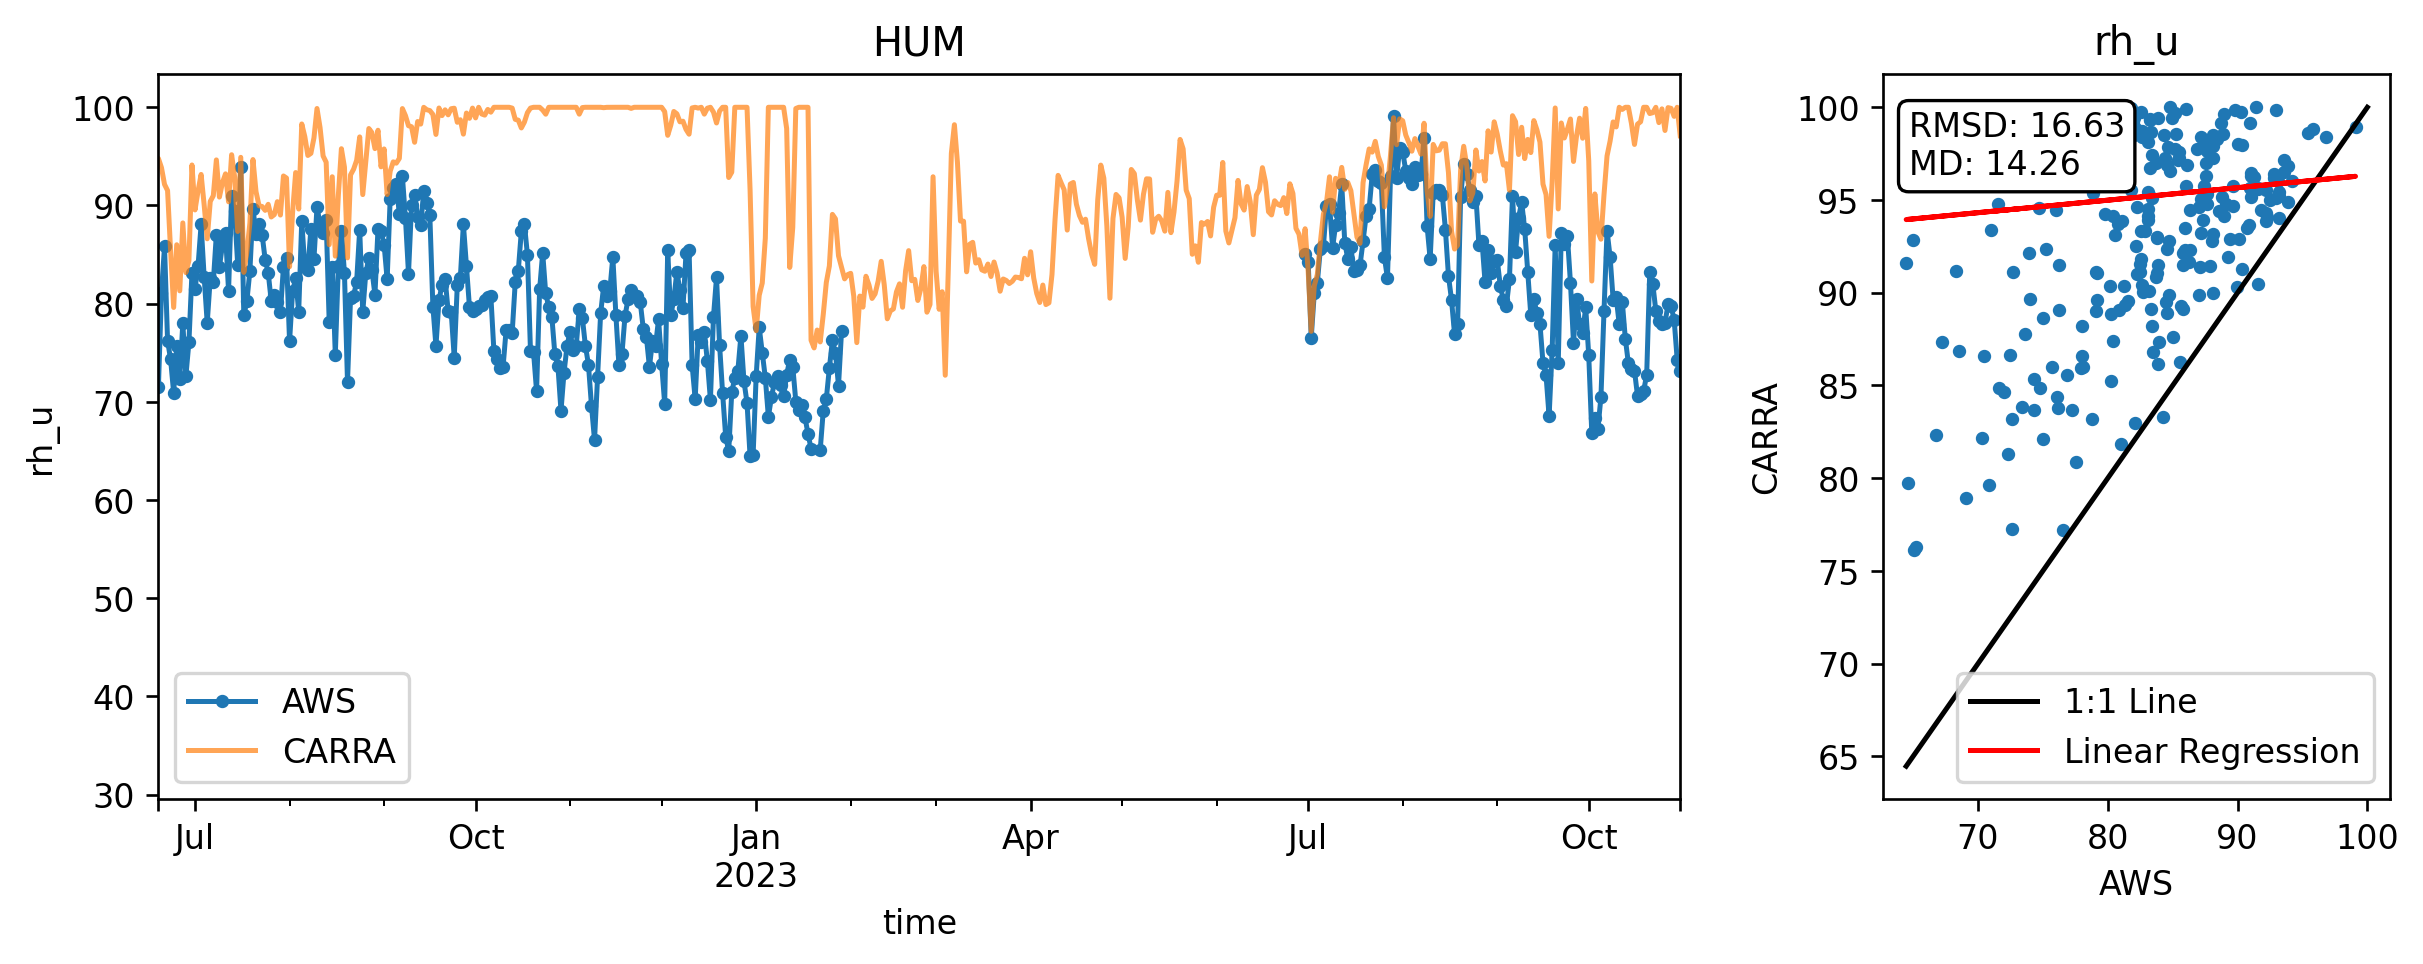 HUM
rh_u
100
90
80
70
60
50
40
30
AWS
CARRA
Jul
Oct
Jan
2023
Apr
Jul
Oct
time
rh_u
CARRA
100
95
90
85
80
75
70
65
RMSD: 16.63
MD: 14.26
1:1 Line
Linear Regression
70
80
90
100
AWS